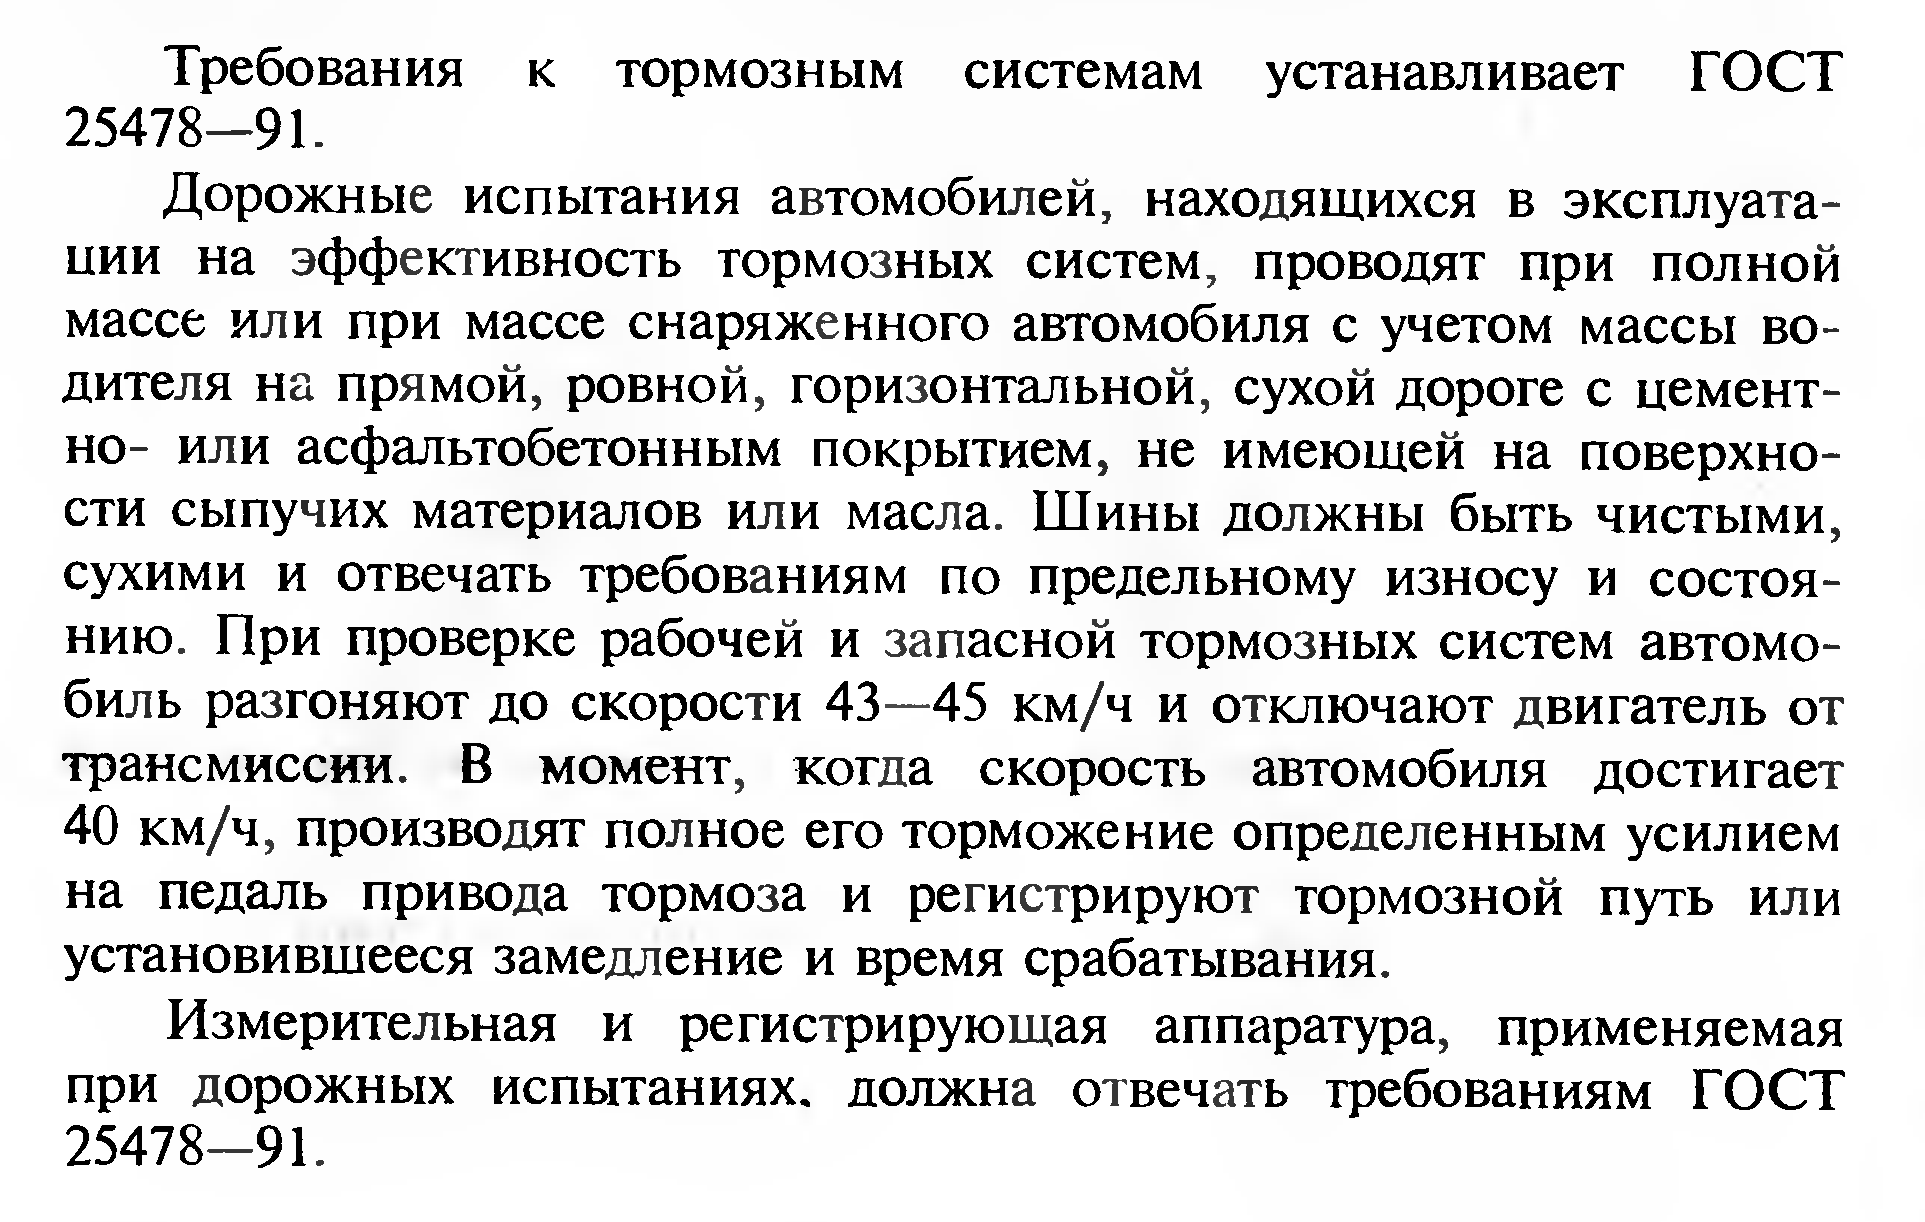 Требования к тормозным системам устанавливает ГОСТ
25478—91.
Дорожные испытания автомобилей, находящихся в эксплуата-
ции на эффективность тормозных систем, проводят при полной
массе или при массе снаряженного автомобиля с учетом массы во-
дителя на прямой, ровной, горизонтальной, сухой дороге с цемент-
но- или асфальтобетонным покрытием, не имеющей на поверхно-
сти сыпучих материалов или масла. Шины должны быть чистыми,
сухими и отвечать требованиям по предельному износу и состоя-
нию. При проверке рабочей и запасной тормозных систем автомо-
биль разгоняют до скорости 43—45 км/ч и отключают двигатель от
трансмиссии. В момент, когда скорость автомобиля достигает
40 км/ч, производят полное его торможение определенным усилием
на педаль привода тормоза и регистрируют тормозной путь или
установившееся замедление и время срабатывания.
Измерительная и регистрирующая аппаратура, применяемая
при дорожных испытаниях. должна отвечать требованиям ГОСТ
25478—91.